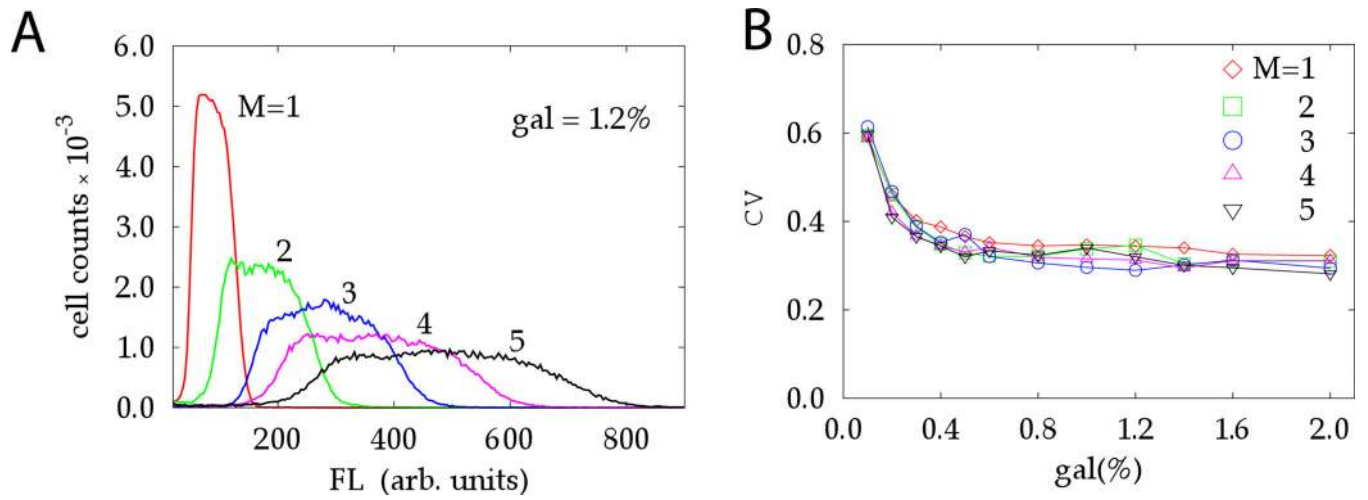 A
6.0
5.0
4.0
3.0
2.0
1.0
0.0
cell counts × 10⁻³
M=1
gal = 1.2%
2
3
4
5
200 400 600 800
FL (arb. units)
B
0.8
0.6
0.4
0.2
0.0
CV
M=1
2
3
4
5
0.0 0.4 0.8 1.2 1.6 2.0
gal(%)